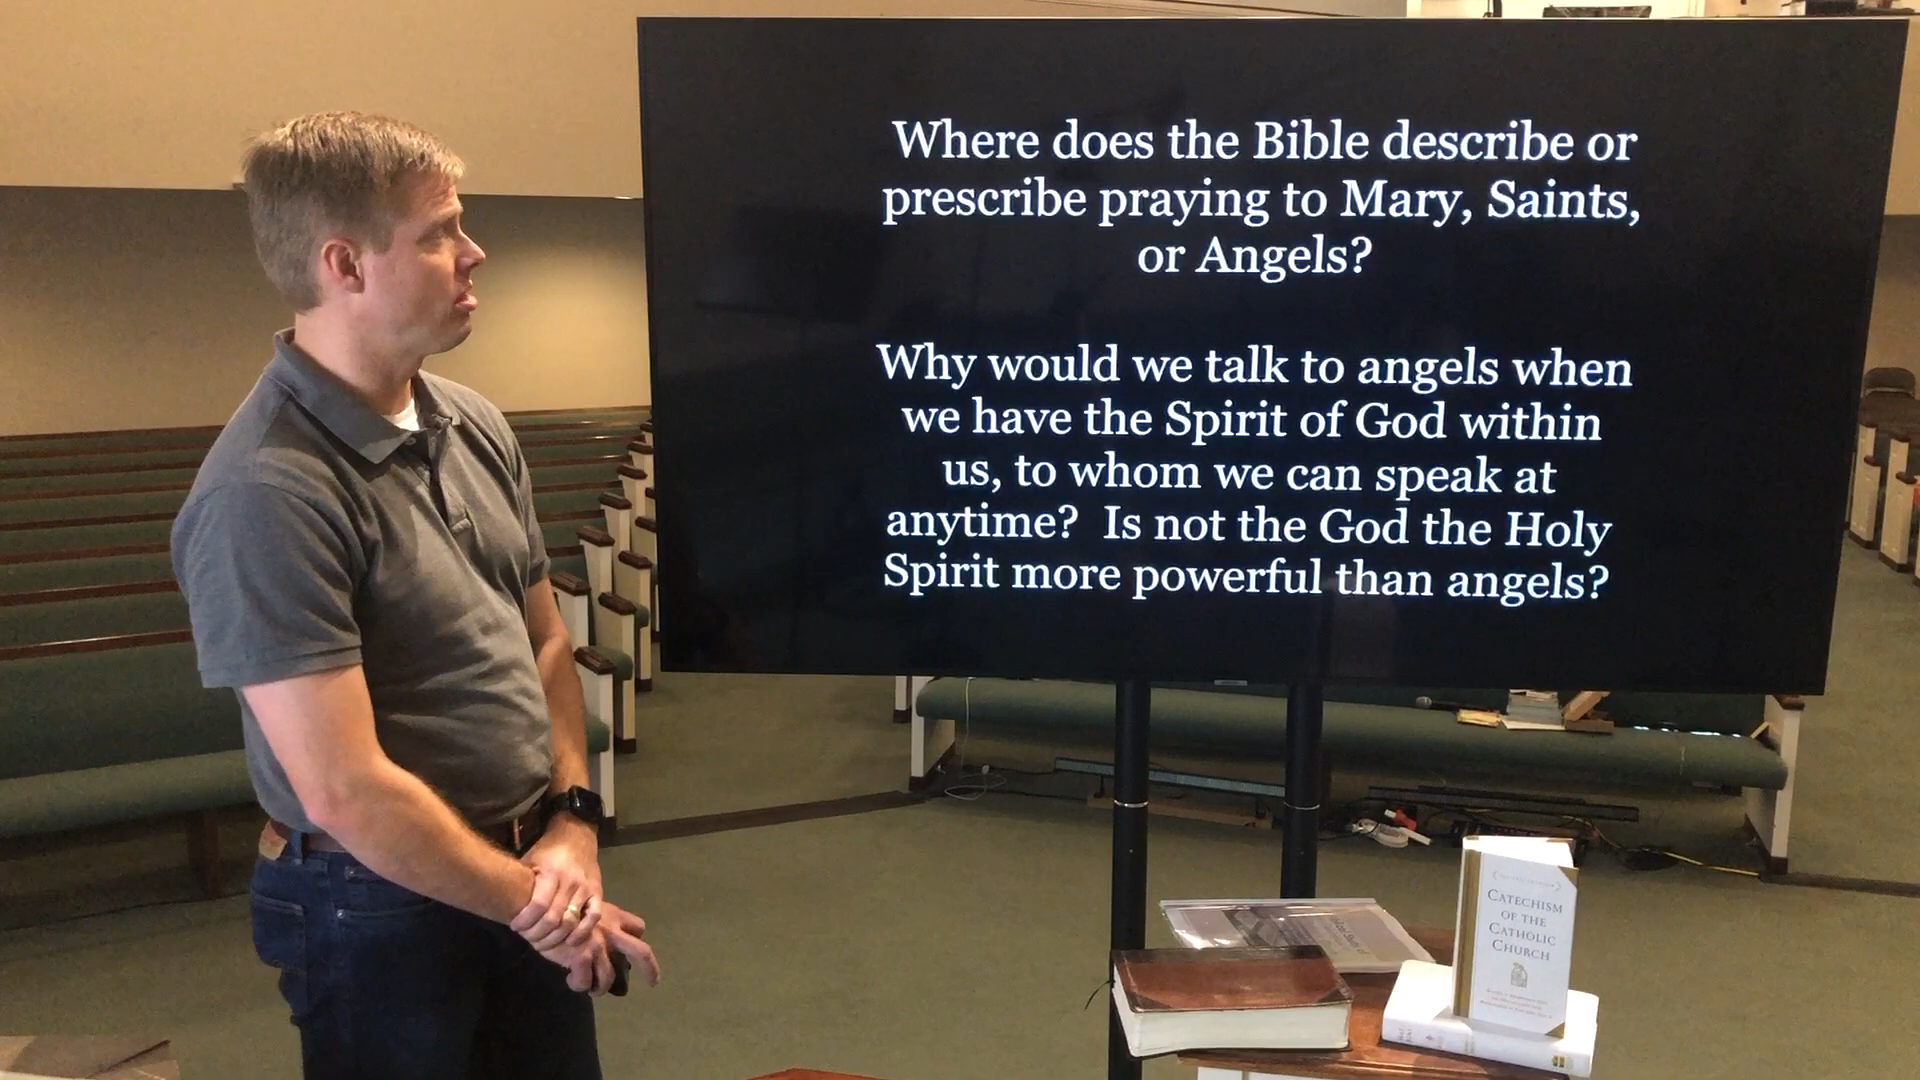 Where does the Bible describe or
prescribe praying to Mary, Saints,
or Angels?
Why would we talk to angels when
we have the Spirit of God within
us, to whom we can speak at
anytime?  Is not the God the Holy
Spirit more powerful than angels?
CATECHISM
OF THE
CATHOLIC
CHURCH